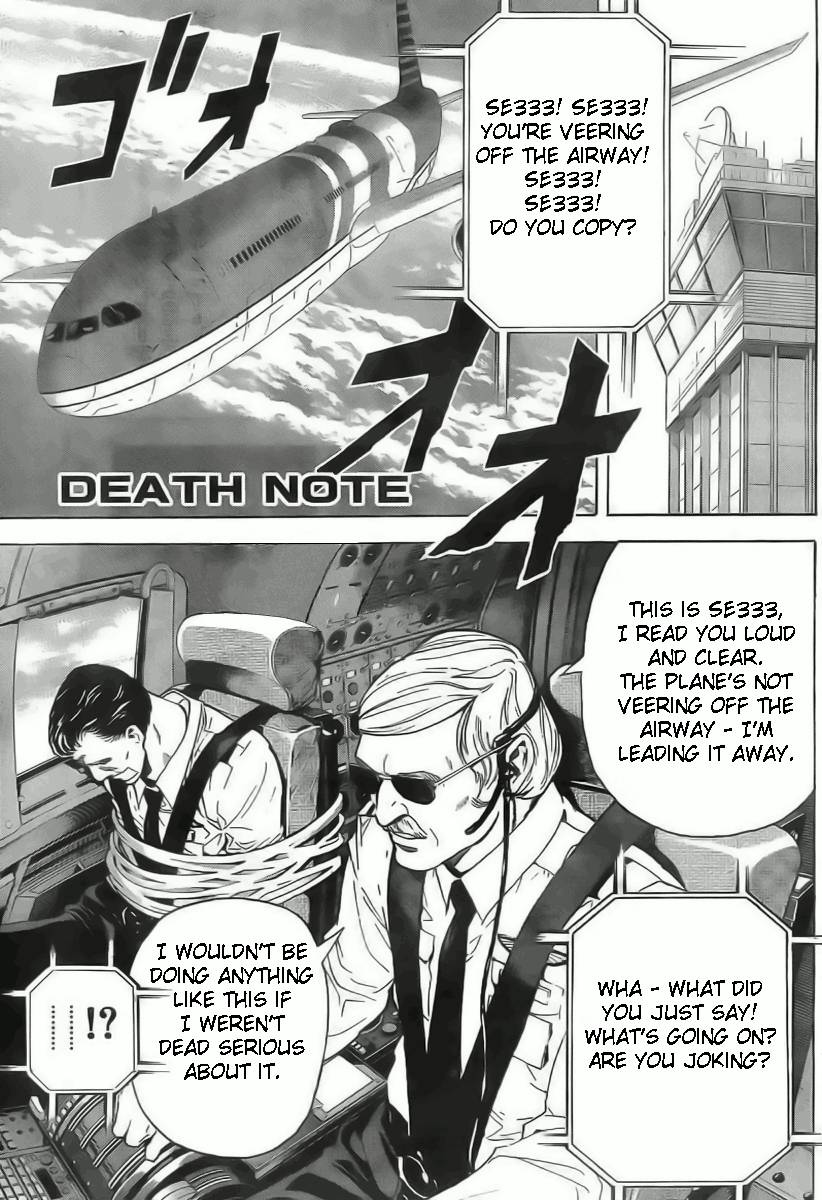 SE333! SE333!
YOU'RE VEERING
OFF THE AIRWAY!
SE333!
SE333!
DO YOU COPY?
ゴオ
オオ
DEATH NOTE
THIS IS SE333,
I READ YOU LOUD
AND CLEAR.
THE PLANE'S NOT
VEERING OFF THE
AIRWAY - I'M
LEADING IT AWAY.
WHA - WHAT DID
YOU JUST SAY!
WHAT'S GOING ON?
ARE YOU JOKING?
I WOULDN'T BE
DOING ANYTHING
LIKE THIS IF
I WEREN'T
DEAD SERIOUS
ABOUT IT.
…… …… !?